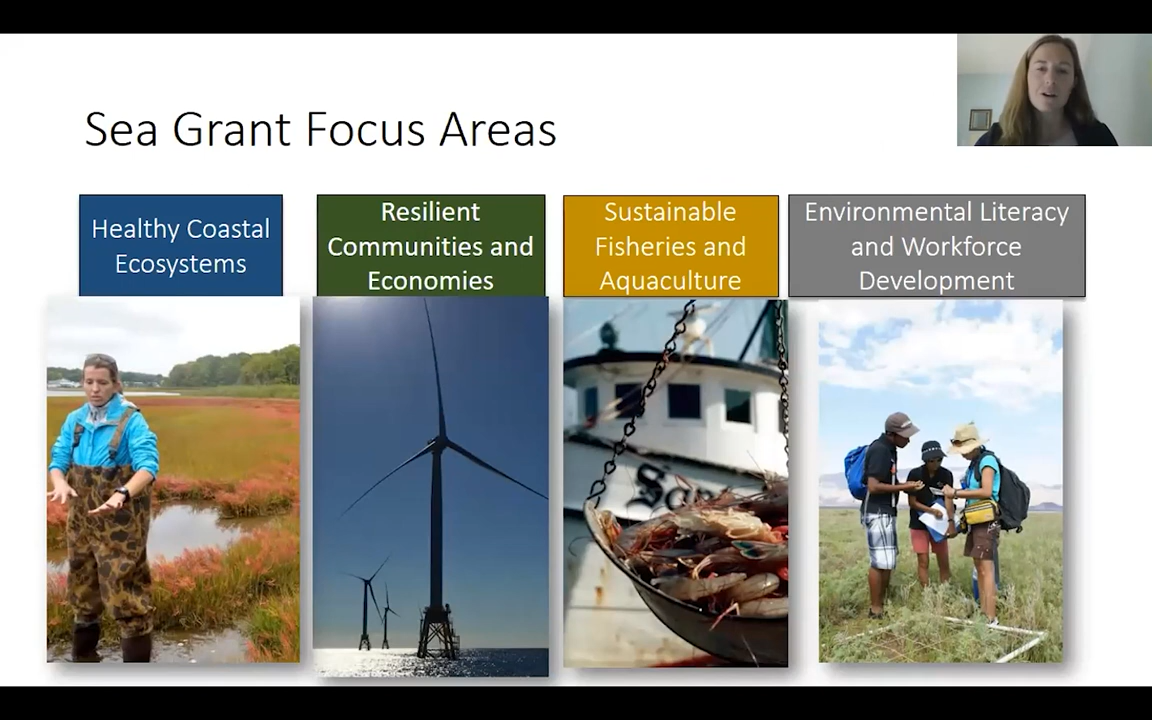 Sea Grant Focus Areas
Healthy Coastal
Ecosystems
Resilient
Communities and
Economies
Sustainable
Fisheries and
Aquaculture
Environmental Literacy
and Workforce
Development